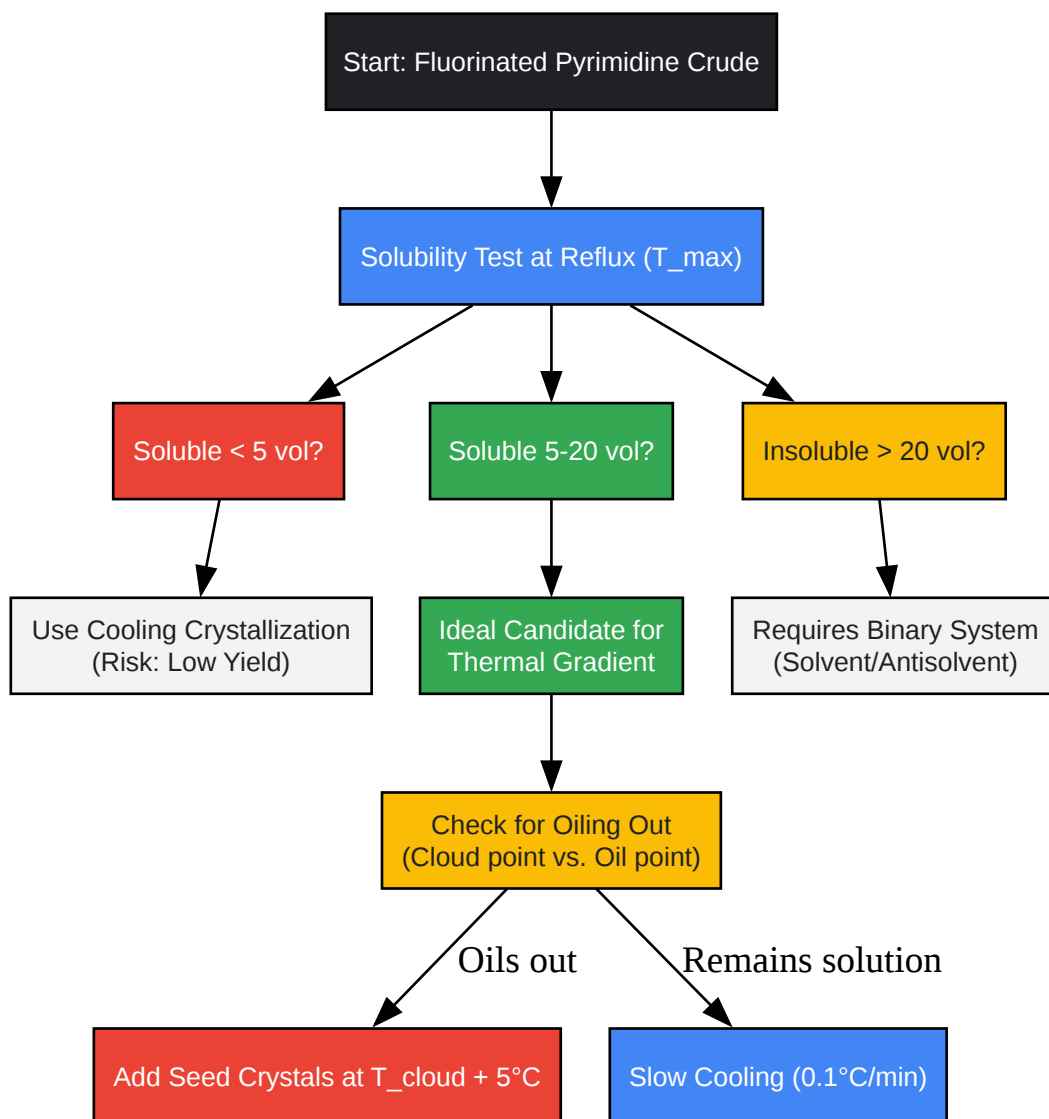 Start: Fluorinated Pyrimidine Crude
Solubility Test at Reflux (T_max)
Soluble < 5 vol?
Soluble 5-20 vol?
Insoluble > 20 vol?
Use Cooling Crystallization
(Risk: Low Yield)
Ideal Candidate for
Thermal Gradient
Requires Binary System
(Solvent/Antisolvent)
Check for Oiling Out
(Cloud point vs. Oil point)
Oils out
Remains solution
Add Seed Crystals at T_cloud + 5°C
Slow Cooling (0.1°C/min)